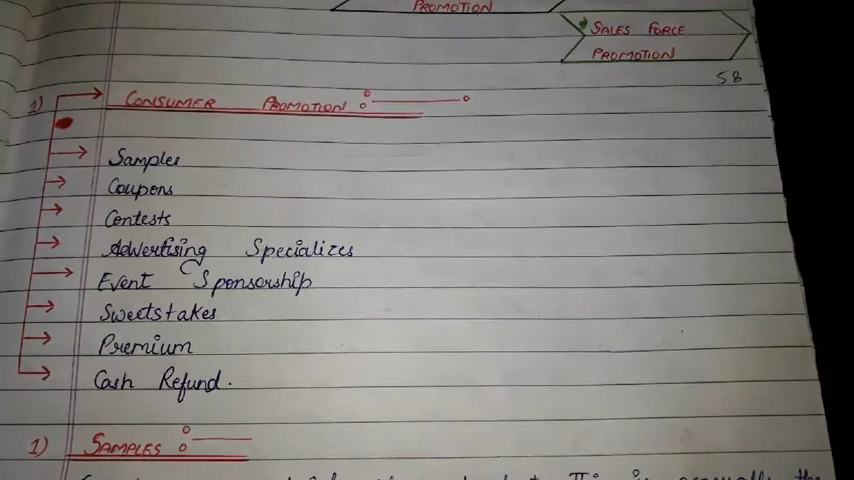 PROMOTION
SALES FORCE
PROMOTION
58
1) CONSUMER PROMOTION
Samples
Coupons
Contests
Advertising Specializes
Event Sponsorship
Sweetstakes
Premium
Cash Refund.
1) SAMPLES